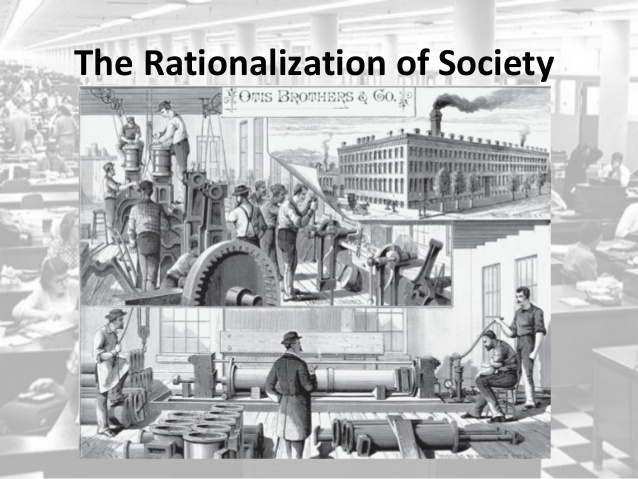 The Rationalization of Society
OTIS BROTHERS & CO.